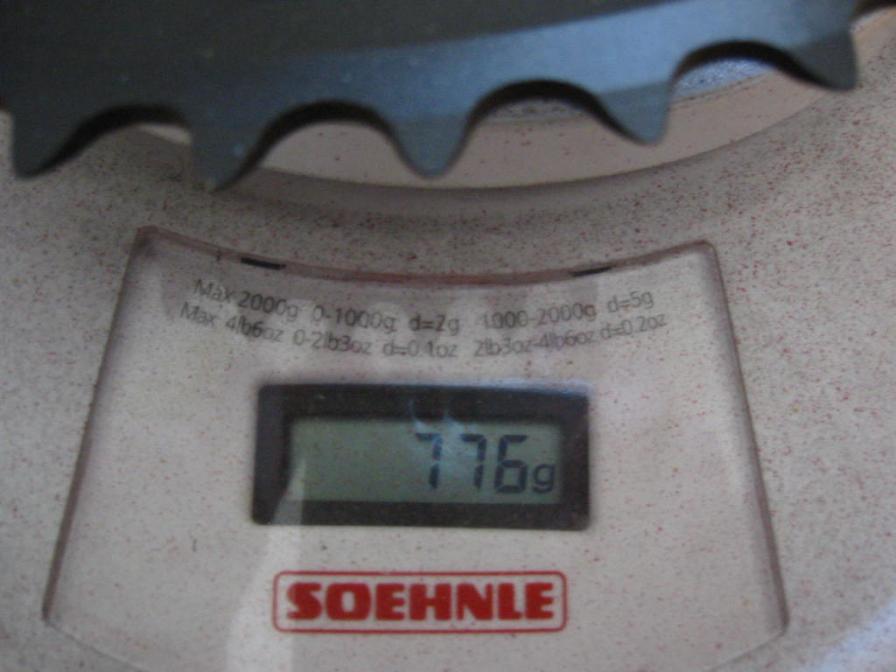 Max 2000g 0-1000g d=2g 1000-2000g d=5g
Max 4lb6oz 0-2lb3oz d=0.1oz 2lb3oz-4lb6oz d=0.2oz
776g
SOEHNLE